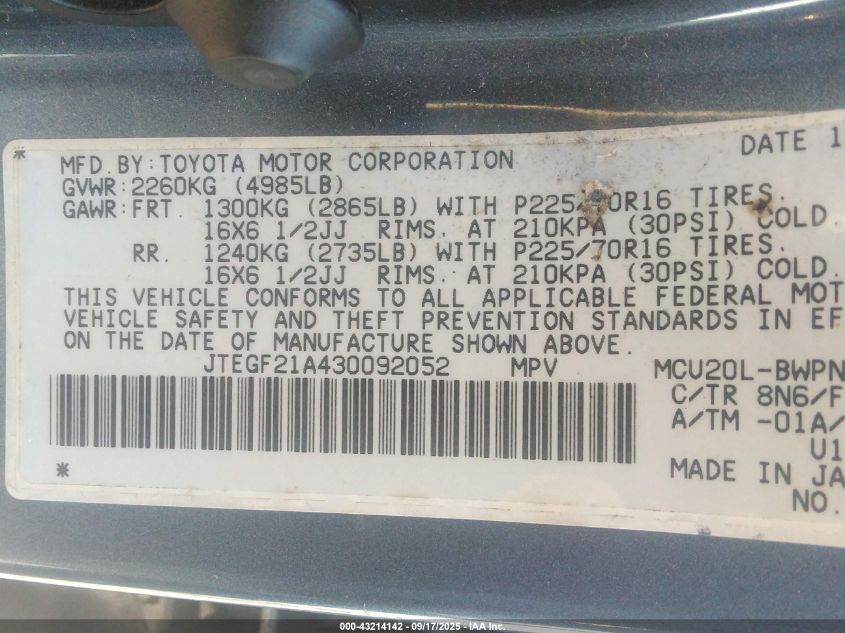 DATE 1
MFD.BY:TOYOTA MOTOR CORPORATION
GVWR:2260KG (4985LB)
GAWR:FRT. 1300KG (2865LB) WITH P225/70R16 TIRES.
16X6 1/2JJ RIMS. AT 210KPA (30PSI) COLD
RR. 1240KG (2735LB) WITH P225/70R16 TIRES.
16X6 1/2JJ RIMS. AT 210KPA (30PSI) COLD.
THIS VEHICLE CONFORMS TO ALL APPLICABLE FEDERAL MOT
VEHICLE SAFETY AND THEFT PREVENTION STANDARDS IN EF
ON THE DATE OF MANUFACTURE SHOWN ABOVE.
JTEGF21A430092052 MPV MCU20L-BWPN
C/TR 8N6/F
A/TM -01A/
U1
MADE IN JA
NO.
000-43214142 - 09/17/2025 - IAA Inc.